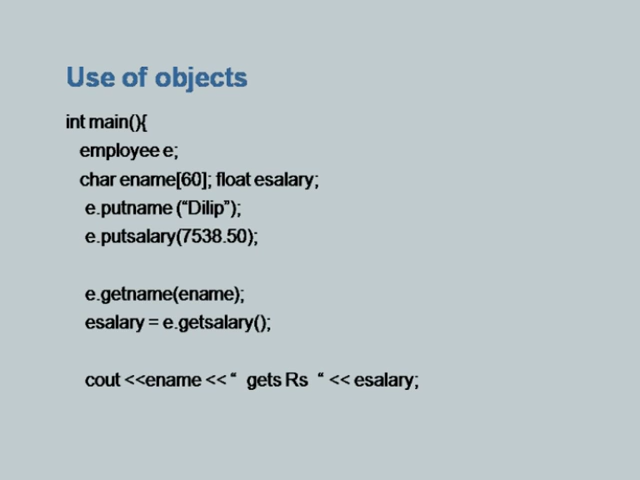 Use of objects
int main(){
employee e;
char ename[60]; float esalary;
e.putname (“Dilip”);
e.putsalary(7538.50);
e.getname(ename);
esalary = e.getsalary();
cout <<ename << “  gets Rs  “ << esalary;